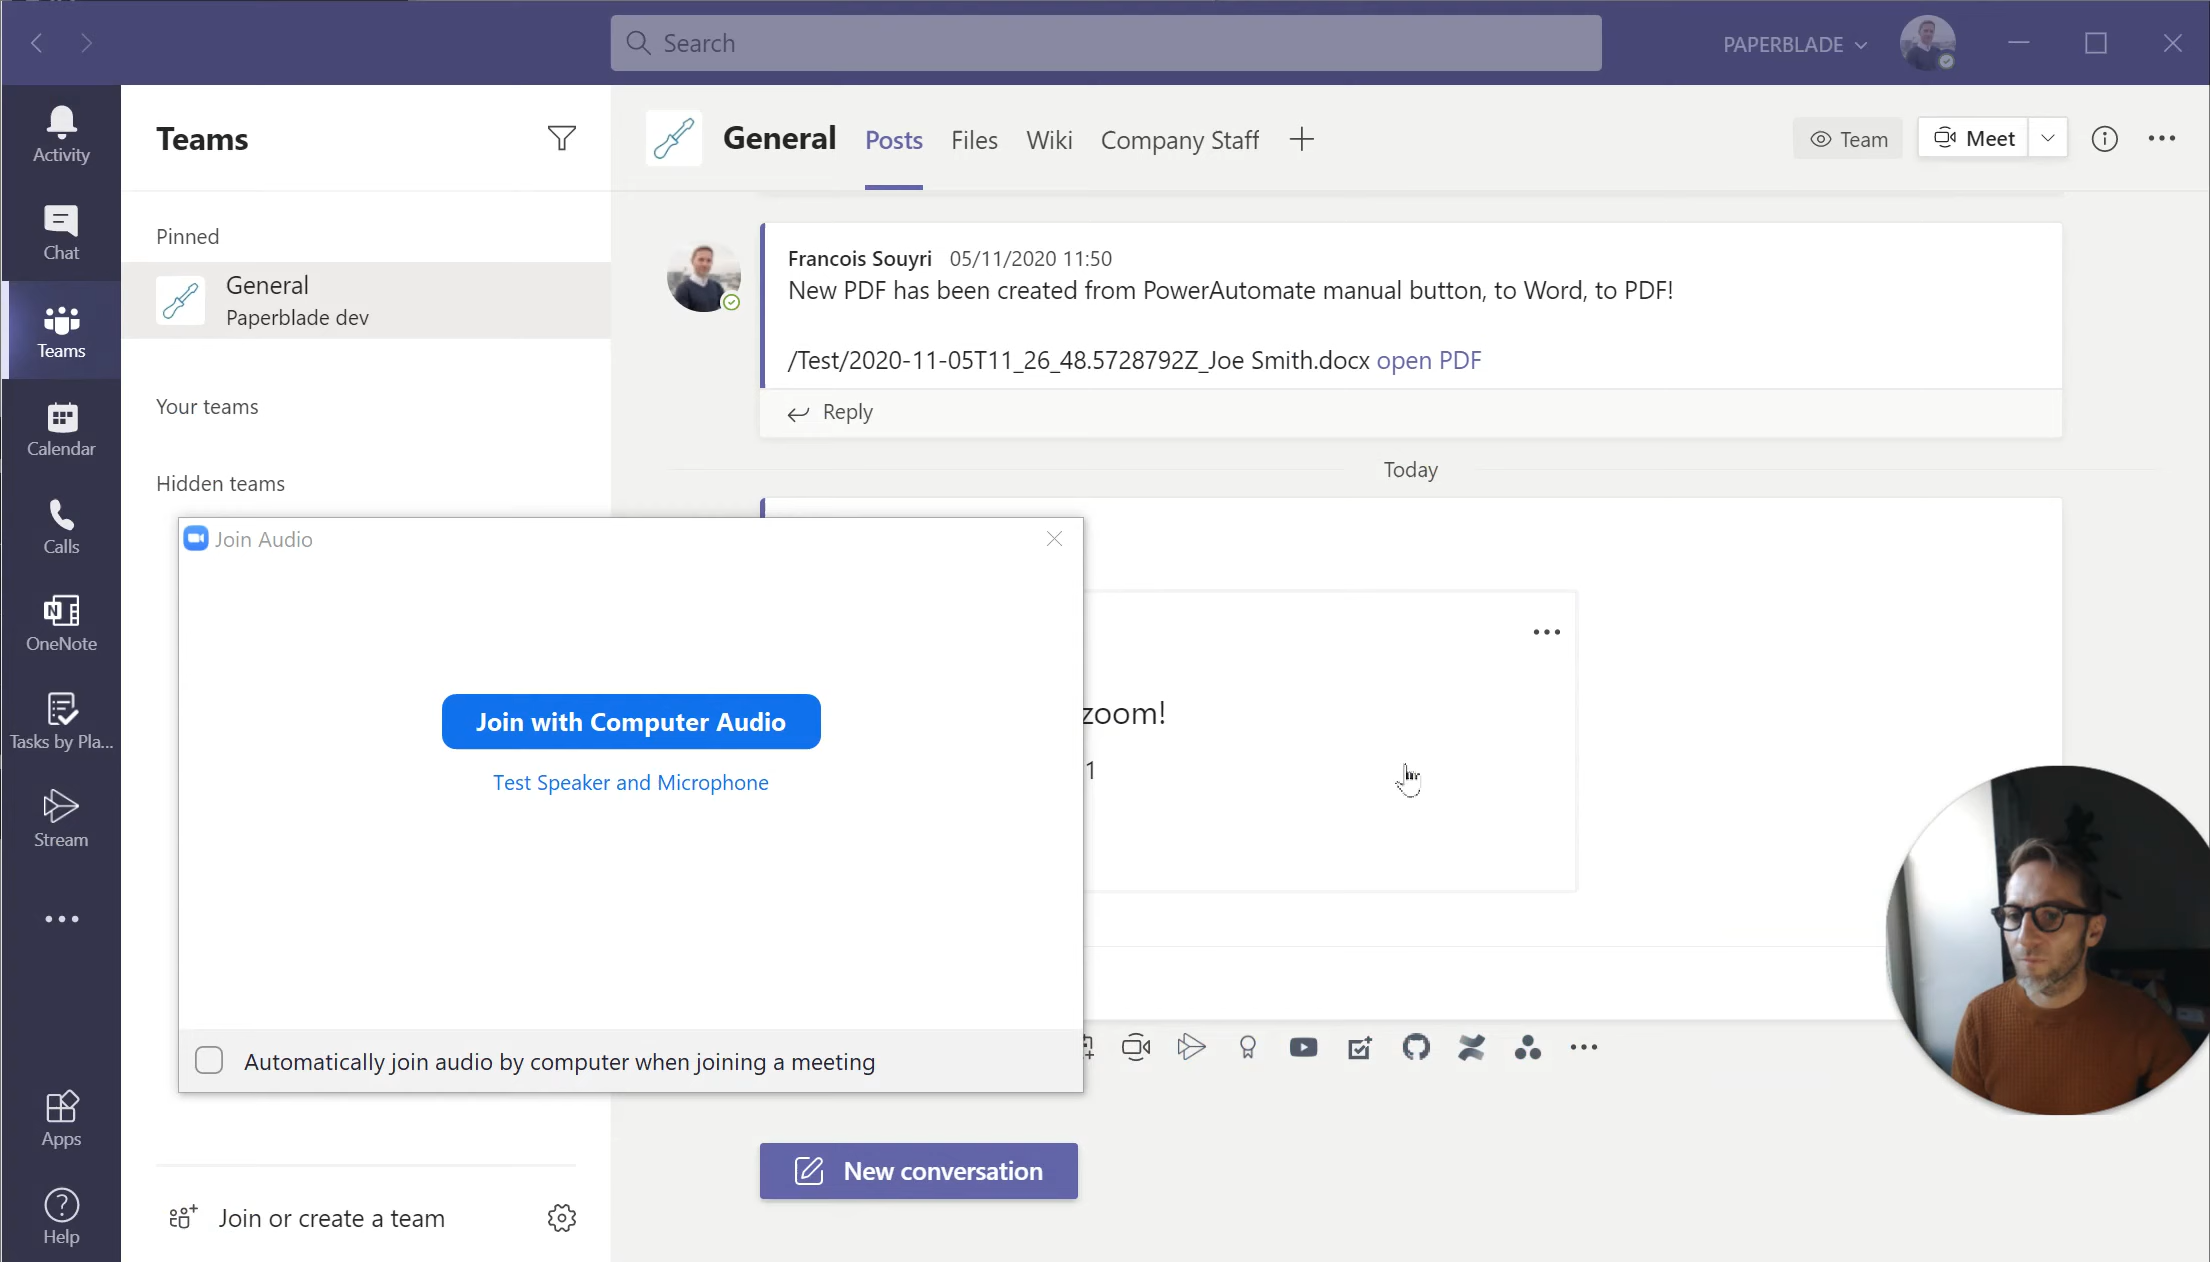 Search
PAPERBLADE
Activity
Chat
Teams
Calendar
Calls
OneNote
Tasks by Pla...
Stream
Apps
Help
Teams
Pinned
General
Paperblade dev
Your teams
Hidden teams
Join or create a team
General
Posts
Files
Wiki
Company Staff
Team
Meet
Francois Souyri 05/11/2020 11:50
New PDF has been created from PowerAutomate manual button, to Word, to PDF!
/Test/2020-11-05T11_26_48.5728792Z_Joe Smith.docx open PDF
Reply
Today
zoom!
1
Join Audio
Join with Computer Audio
Test Speaker and Microphone
Automatically join audio by computer when joining a meeting
New conversation